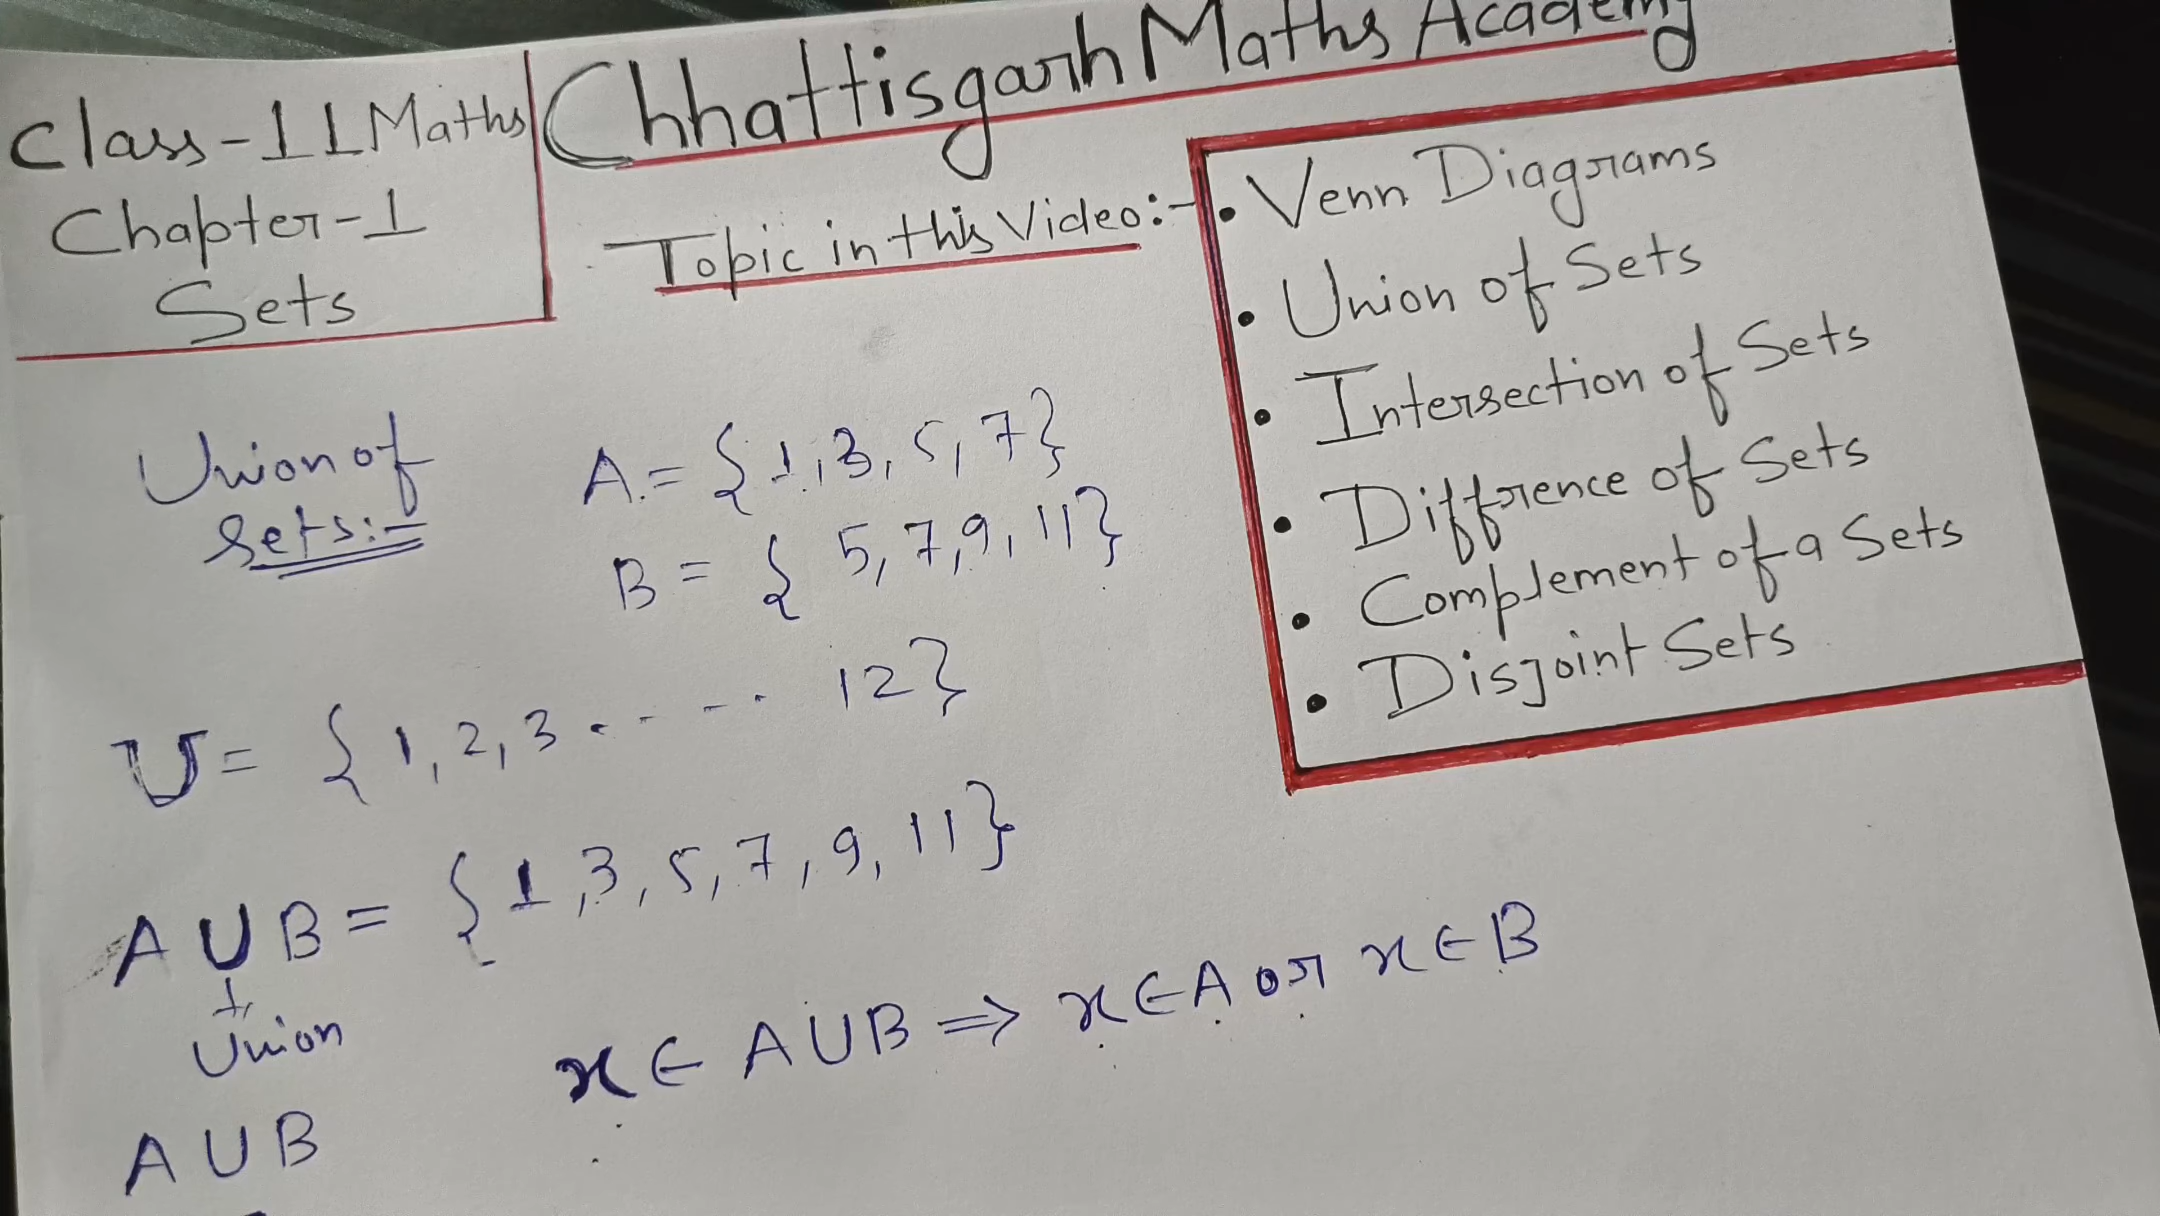 Class-11 Maths
Chapter-1
Sets
Chhattisgarh Maths Academy
Topic in this Video:-
• Venn Diagrams
• Union of Sets
• Intersection of Sets
• Diffrence of Sets
• Complement of a Sets
• Disjoint Sets
Union of
Sets:-
A = {1, 3, 5, 7}
B = { 5, 7, 9, 11}
U = {1, 2, 3 ..... 12}
A U B = {1, 3, 5, 7, 9, 11}
↓
Union
x ∈ A U B ⇒ x ∈ A or x ∈ B
A U B